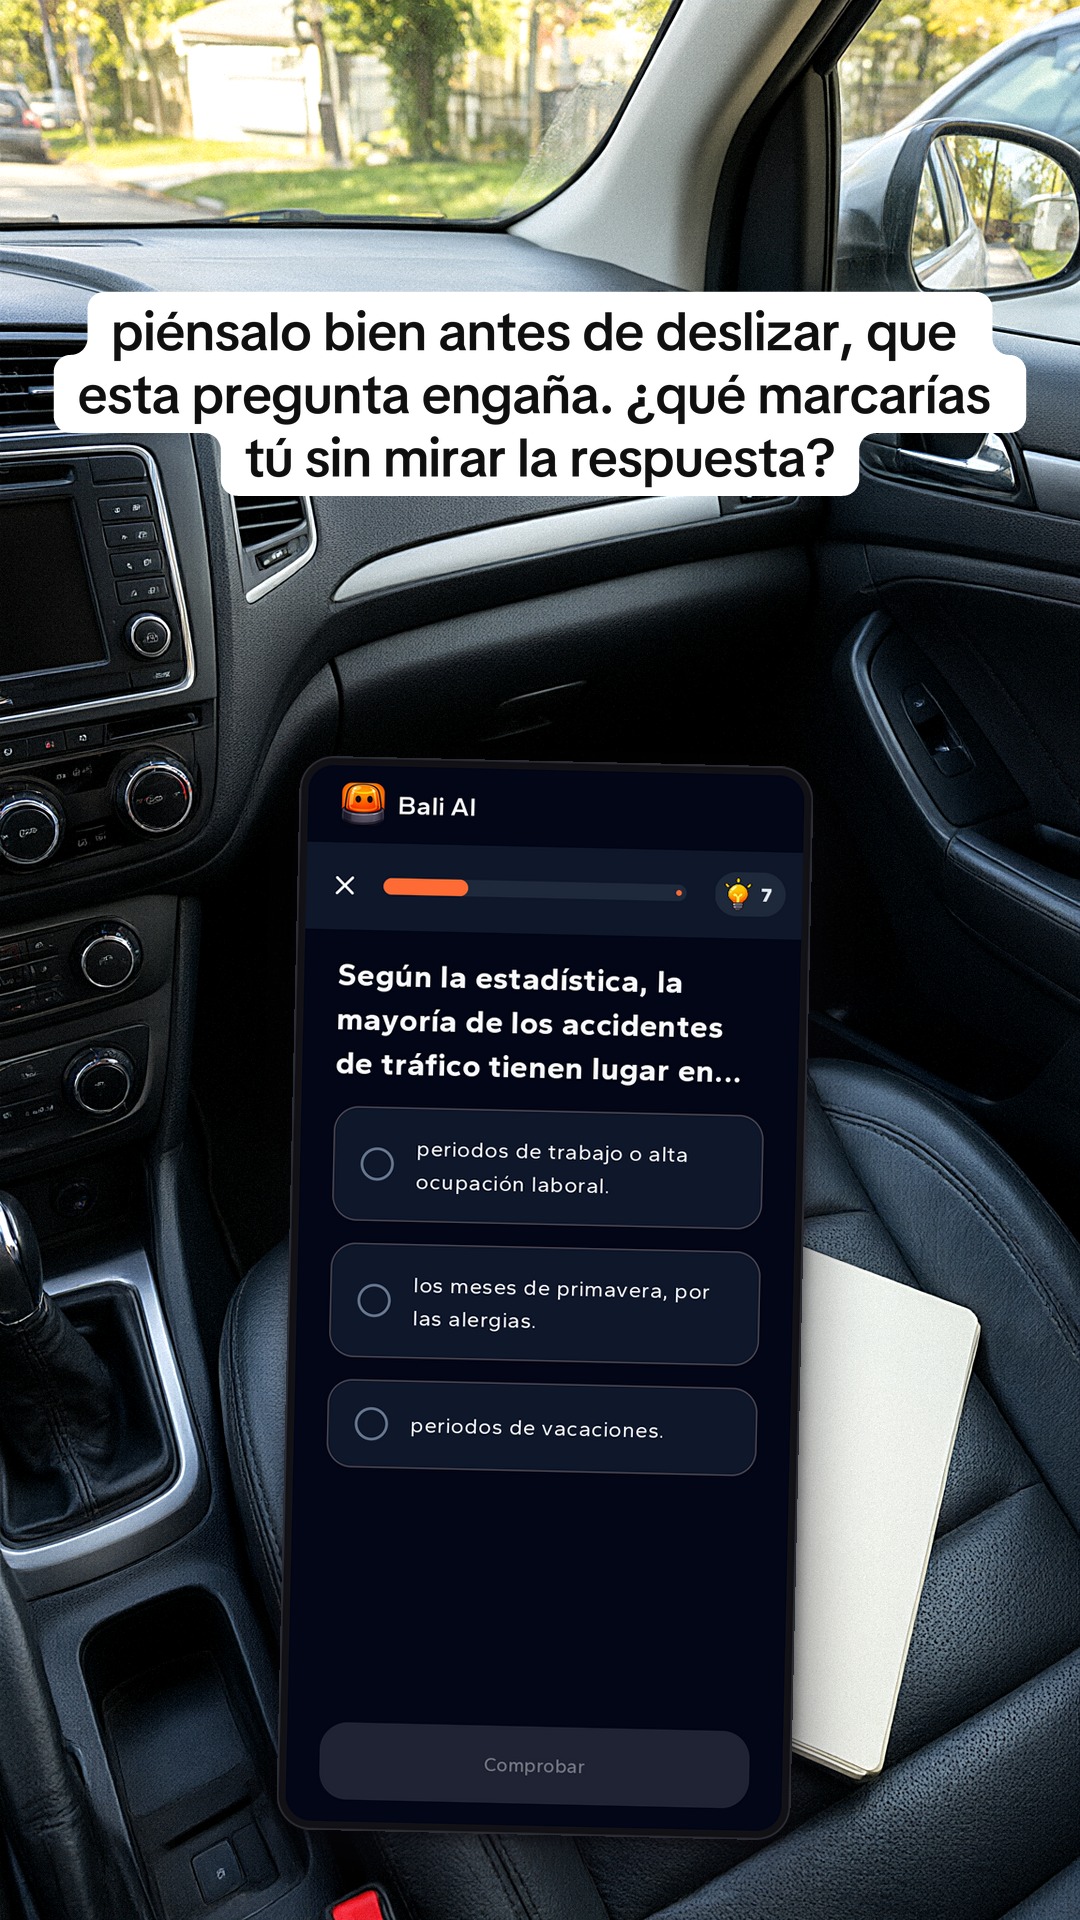 piénsalo bien antes de deslizar, que
esta pregunta engaña. ¿qué marcarías
tú sin mirar la respuesta?
Bali AI
7
Según la estadística, la
mayoría de los accidentes
de tráfico tienen lugar en...
periodos de trabajo o alta
ocupación laboral.
los meses de primavera, por
las alergias.
periodos de vacaciones.
Comprobar